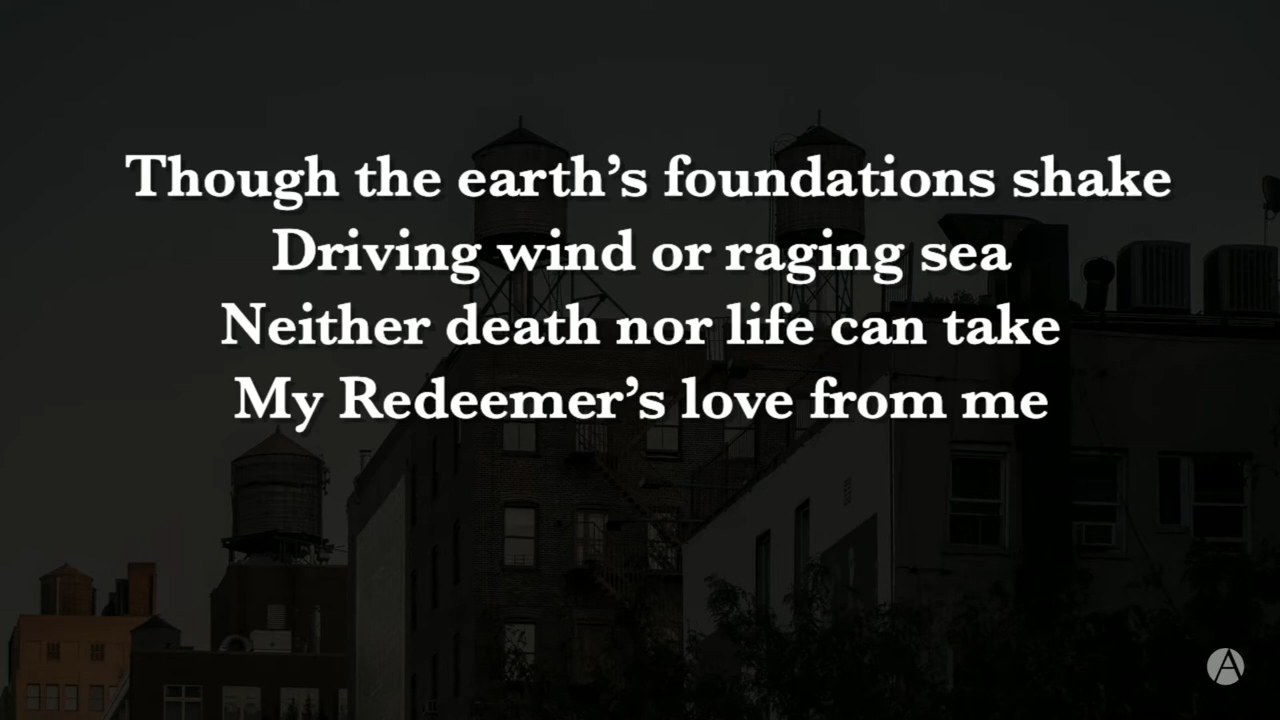 Though the earth’s foundations shake
Driving wind or raging sea
Neither death nor life can take
My Redeemer’s love from me